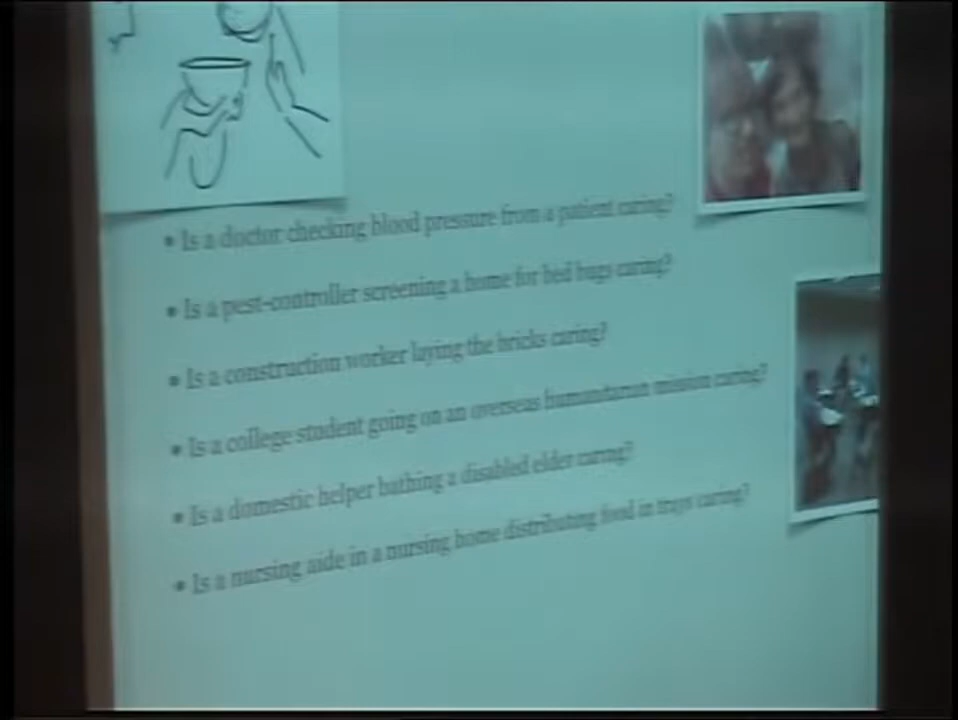 • Is a doctor checking blood pressure from a patient caring?
• Is a pest-controller screening a home for bed bugs caring?
• Is a construction worker laying the bricks caring?
• Is a college student going on an overseas humanitarian mission caring?
• Is a domestic helper bathing a disabled elder caring?
• Is a nursing aide in a nursing home distributing food in trays caring?